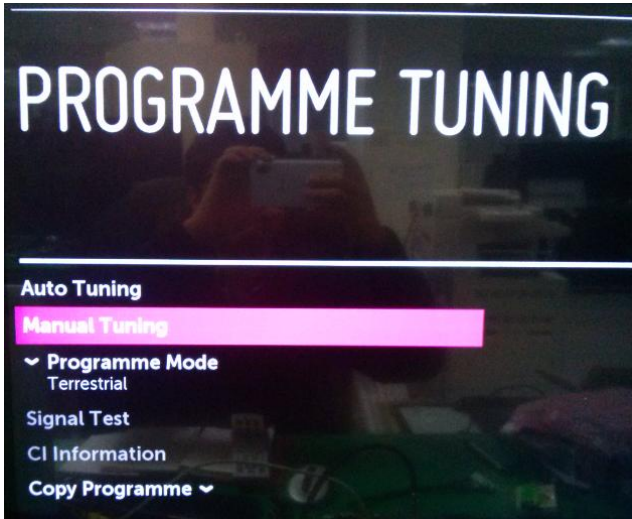 PROGRAMME TUNING
Auto Tuning
Manual Tuning
Programme Mode
Terrestrial
Signal Test
CI Information
Copy Programme